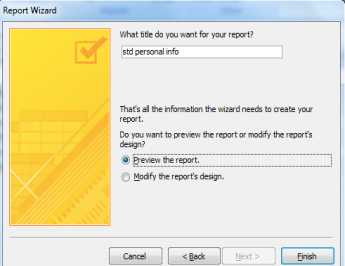 Report Wizard
What title do you want for your report?
std personal info
That's all the information the wizard needs to create your
report.
Do you want to preview the report or modify the report's
design?
Preview the report.
Modify the report's design.
Cancel
< Back
Next >
Finish